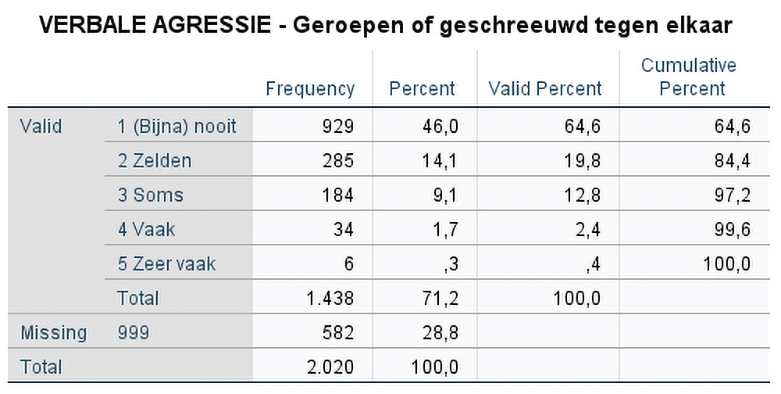 VERBALE AGRESSIE - Geroepen of geschreeuwd tegen elkaar
Frequency Percent Valid Percent Cumulative Percent
Valid 1 (Bijna) nooit 929 46,0 64,6 64,6
2 Zelden 285 14,1 19,8 84,4
3 Soms 184 9,1 12,8 97,2
4 Vaak 34 1,7 2,4 99,6
5 Zeer vaak 6 ,3 ,4 100,0
Total 1.438 71,2 100,0
Missing 999 582 28,8
Total 2.020 100,0